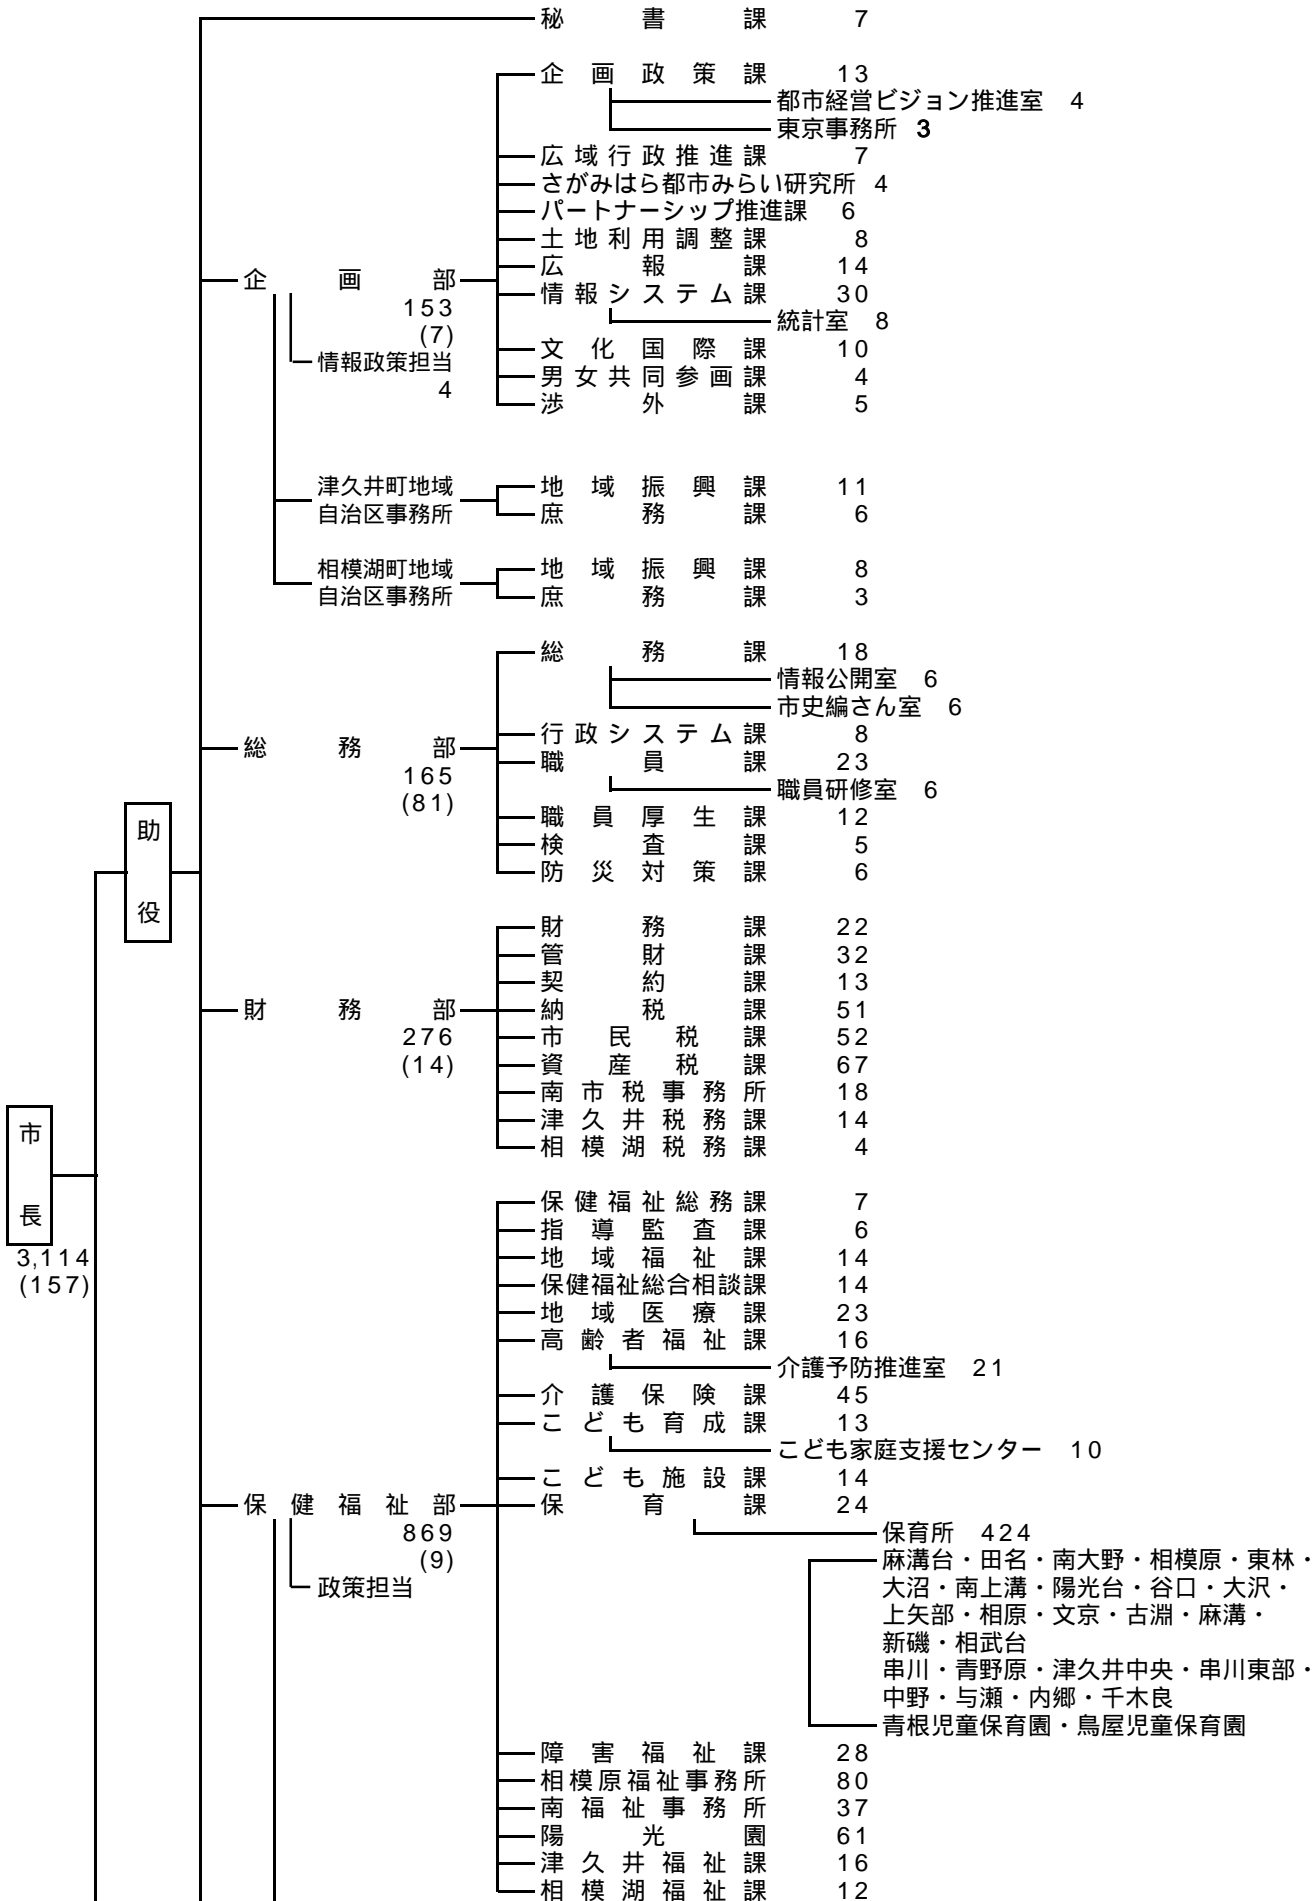 秘書課 7
企画政策課 13
都市経営ビジョン推進室 4
東京事務所 3
広域行政推進課 7
さがみはら都市みらい研究所 4
パートナーシップ推進課 6
土地利用調整課 8
広報課 14
企画部
情報システム課 30
153
統計室 8
(7)
文化国際課 10
情報政策担当
男女共同参画課 4
4
渉外課 5
津久井町地域
自治区事務所
地域振興課 11
庶務課 6
相模湖町地域
自治区事務所
地域振興課 8
庶務課 3
総務課 18
情報公開室 6
市史編さん室 6
行政システム課 8
総務部
165
(81)
職員課 23
職員研修室 6
職員厚生課 12
検査課 5
防災対策課 6
助役
財務課 22
管財課 32
契約課 13
財務部
276
(14)
納税課 51
市民税課 52
資産税課 67
南市税事務所 18
津久井税務課 14
相模湖税務課 4
市長
3,114
(157)
保健福祉総務課 7
指導監査課 6
地域福祉課 14
保健福祉総合相談課 14
地域医療課 23
高齢者福祉課 16
介護予防推進室 21
介護保険課 45
こども育成課 13
こども家庭支援センター 10
こども施設課 14
保健福祉部
869
(9)
政策担当
保育課 24
保育所 424
麻溝台・田名・南大野・相模原・東林・
大沼・南上溝・陽光台・谷口・大沢・
上矢部・相原・文京・古淵・麻溝・
新磯・相武台
串川・青野原・津久井中央・串川東部・
中野・与瀬・内郷・千木良
青根児童保育園・鳥屋児童保育園
障害福祉課 28
相模原福祉事務所 80
南福祉事務所 37
陽光園 61
津久井福祉課 16
相模湖福祉課 12